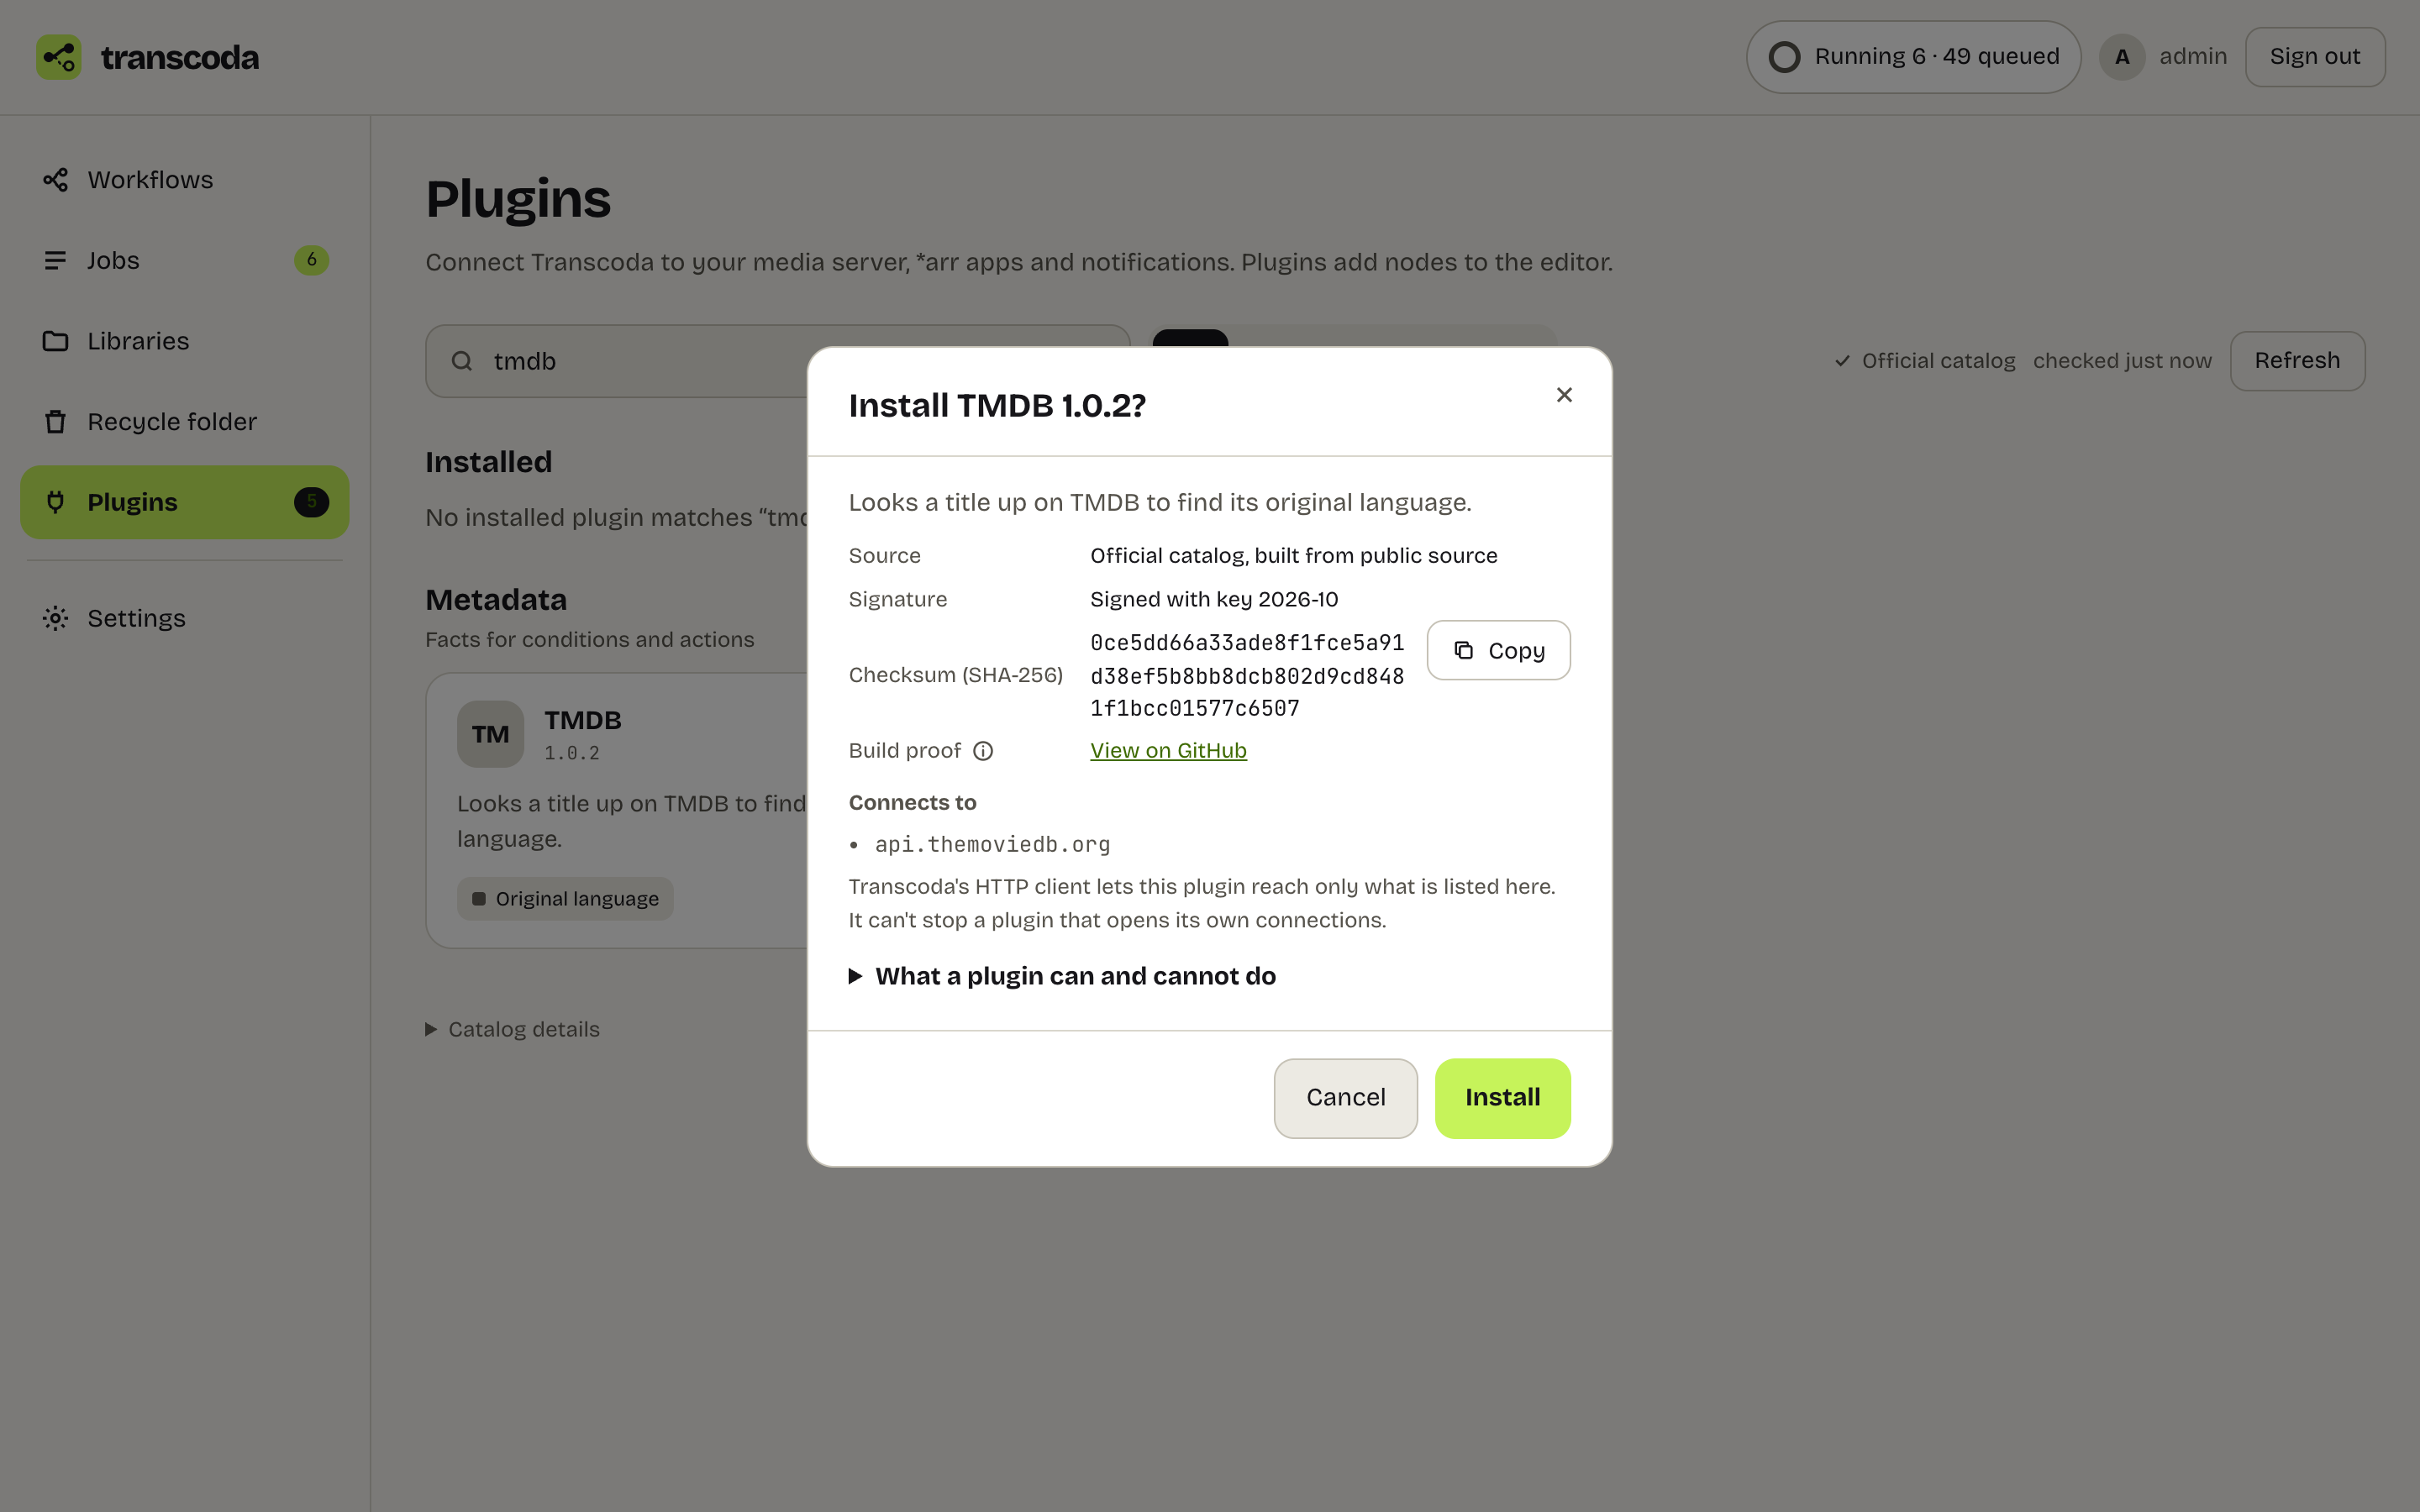 transcoda
Running 6 · 49 queued
A
admin
Sign out
Workflows
Jobs
6
Libraries
Recycle folder
Plugins
5
Settings
Plugins
Connect Transcoda to your media server, *arr apps and notifications. Plugins add nodes to the editor.
tmdb
Official catalog
checked just now
Refresh
Installed
No installed plugin matches “
Metadata
Facts for conditions and actions
TM
TMDB
1.0.2
Looks a title up on TMDB to find
language.
Original language
Catalog details
Install TMDB 1.0.2?
Looks a title up on TMDB to find its original language.
Source
Official catalog, built from public source
Signature
Signed with key 2026-10
Checksum (SHA-256)
0ce5dd66a33ade8f1fce5a91
d38ef5b8bb8dcb802d9cd848
1f1bcc01577c6507
Copy
Build proof
View on GitHub
Connects to
• api.themoviedb.org
Transcoda's HTTP client lets this plugin reach only what is listed here.
It can't stop a plugin that opens its own connections.
What a plugin can and cannot do
Cancel
Install